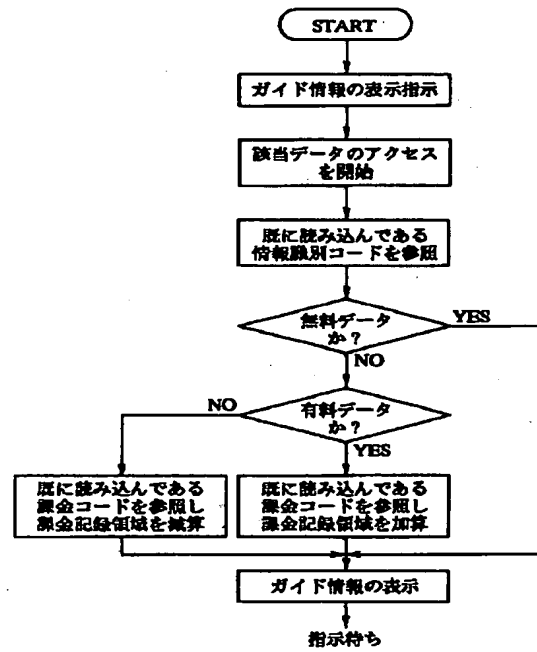 START
ガイド情報の表示指示
該当データのアクセス
を開始
既に読み込んである
情報識別コードを参照
無料データ
か？
YES
NO
有料データ
か？
NO
YES
既に読み込んである
課金コードを参照し
課金記録領域を減算
既に読み込んである
課金コードを参照し
課金記録領域を加算
ガイド情報の表示
指示待ち